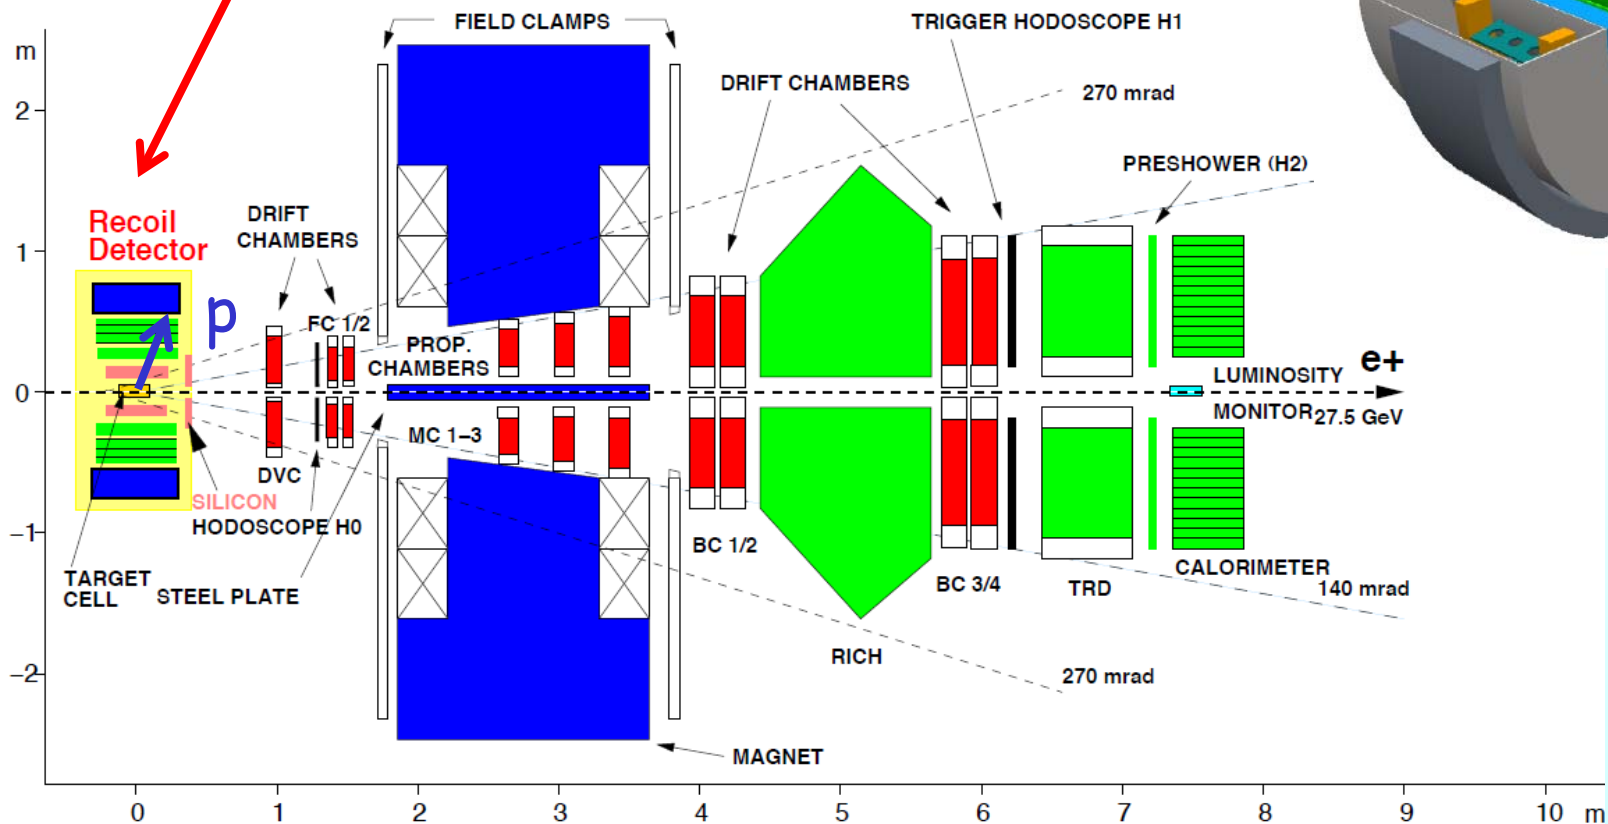 FIELD CLAMPS
TRIGGER HODOSCOPE H1
m
DRIFT CHAMBERS
270 mrad
2
PRESHOWER (H2)
Recoil
Detector
DRIFT
CHAMBERS
1
p
FC 1/2
PROP.
CHAMBERS
e+
0
LUMINOSITY
MONITOR
27.5 GeV
MC 1–3
DVC
SILICON
HODOSCOPE H0
–1
BC 1/2
TARGET
CELL
STEEL PLATE
BC 3/4
TRD
CALORIMETER
140 mrad
RICH
–2
270 mrad
MAGNET
0 1 2 3 4 5 6 7 8 9 10 m